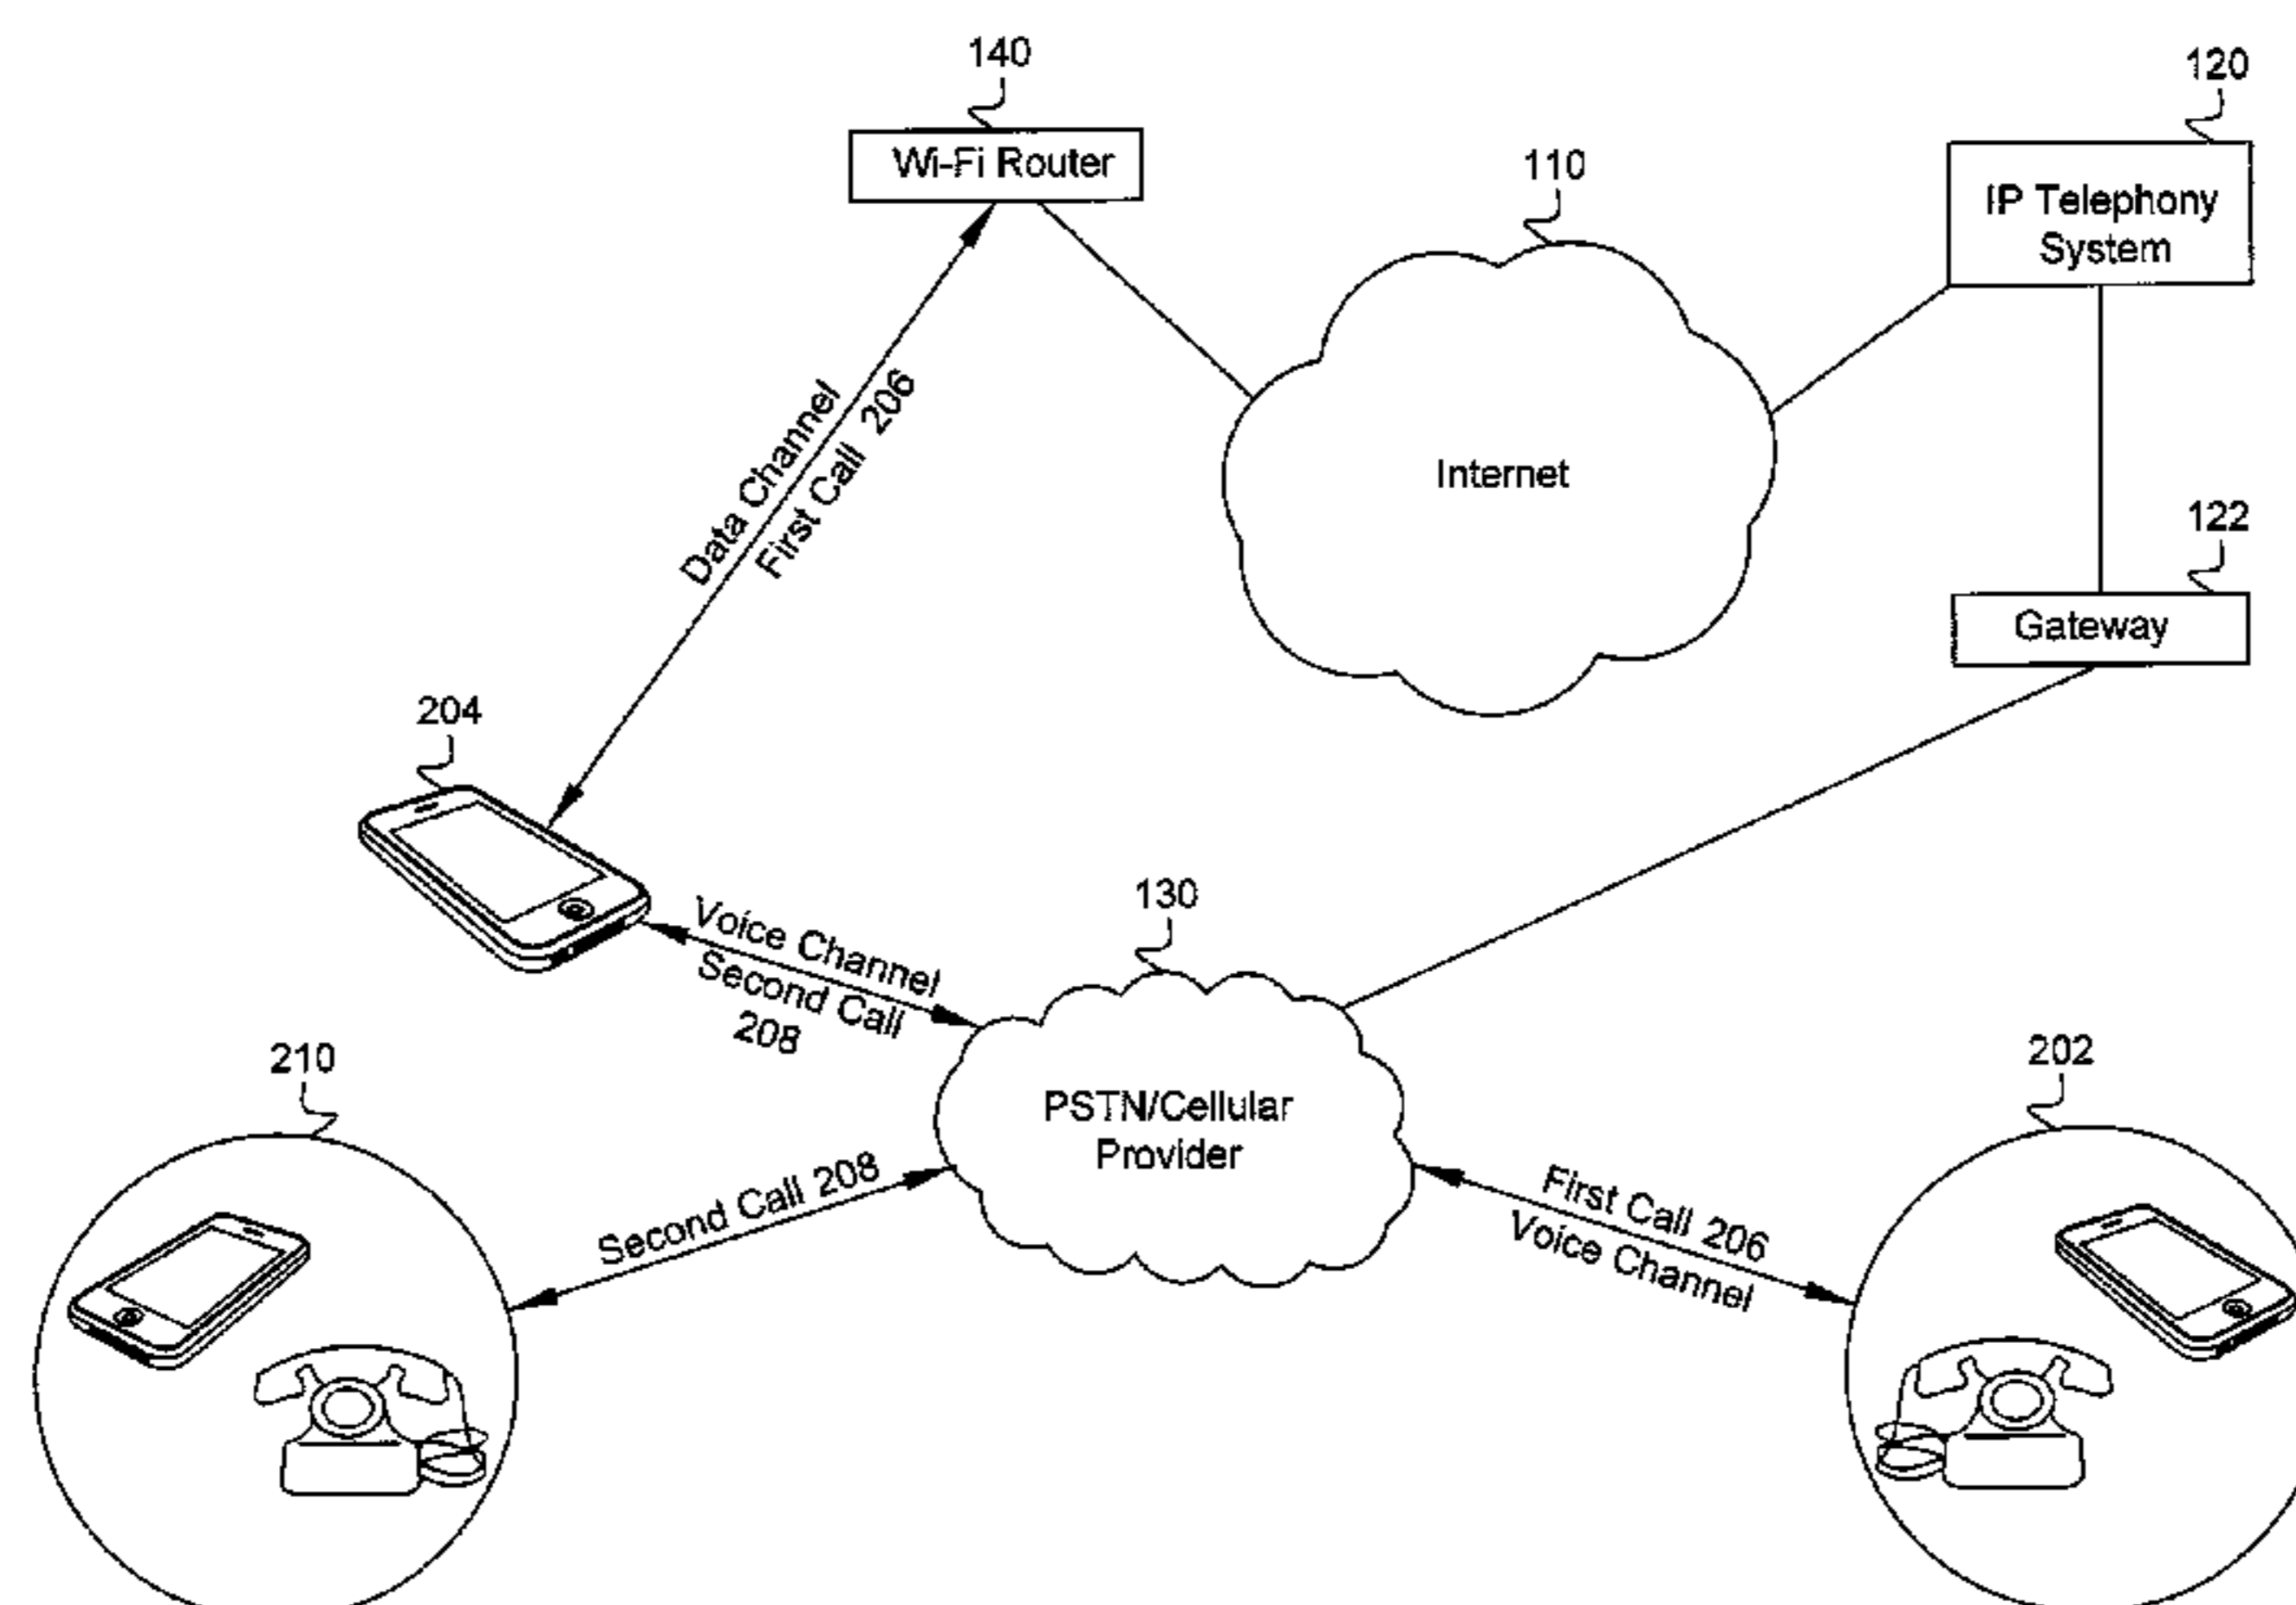 140
120
Wi-Fi Router
110
IP Telephony
System
Data Channel
First Call 206
Internet
122
Gateway
204
130
Voice Channel
Second Call
208
210
202
PSTN/Cellular
Provider
Second Call 208
First Call 206
Voice Channel